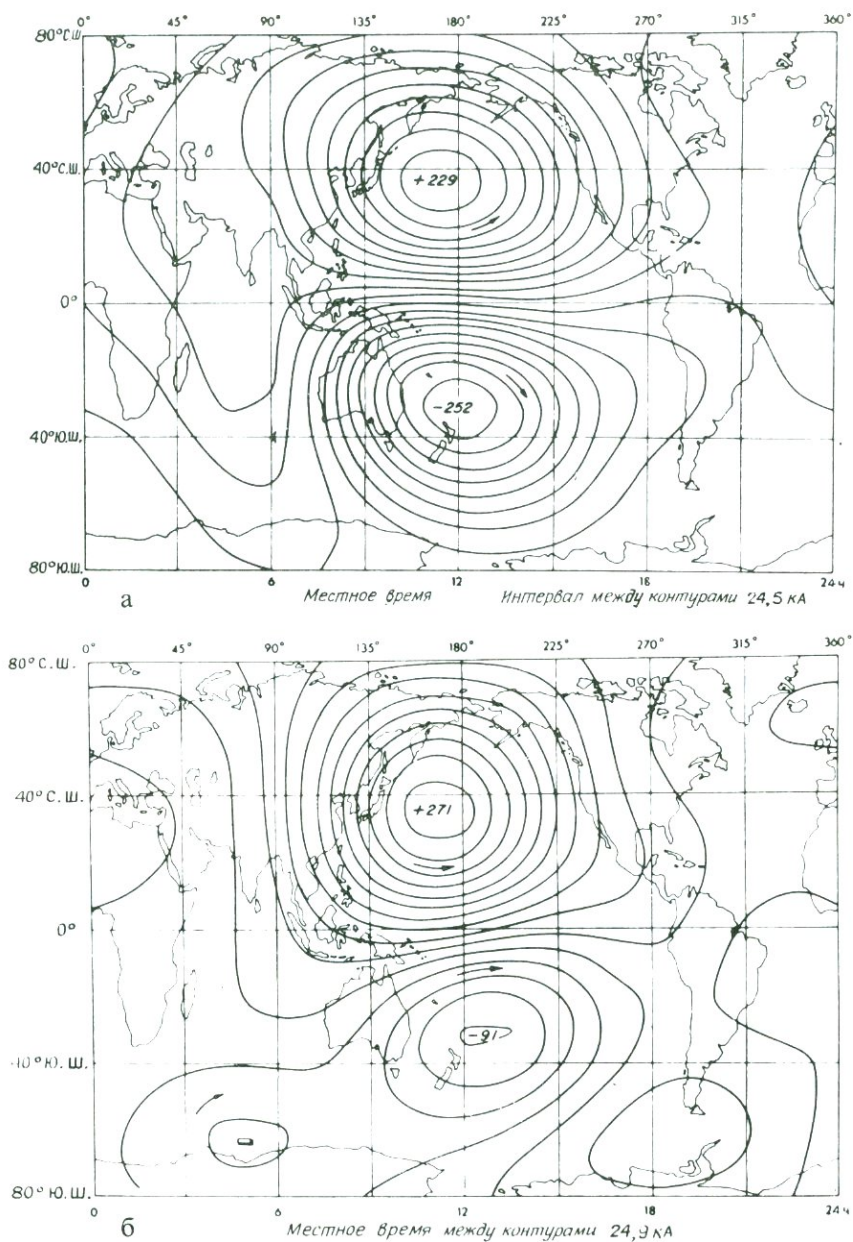 0° 45° 90° 135° 180° 225° 270° 315° 360°
80° С.Ш.
40° С.Ш.
+229
0°
-252
40° Ю.Ш.
80° Ю.Ш.
0 6 12 18 24 ч
а Местное время Интервал между контурами 24,5 кА
0° 45° 90° 135° 180° 225° 270° 315° 360°
80° С.Ш.
40° С.Ш.
+271
0°
-91
40° Ю.Ш.
80° Ю.Ш.
0 6 12 18 24 ч
б Местное время между контурами 24,9 кА